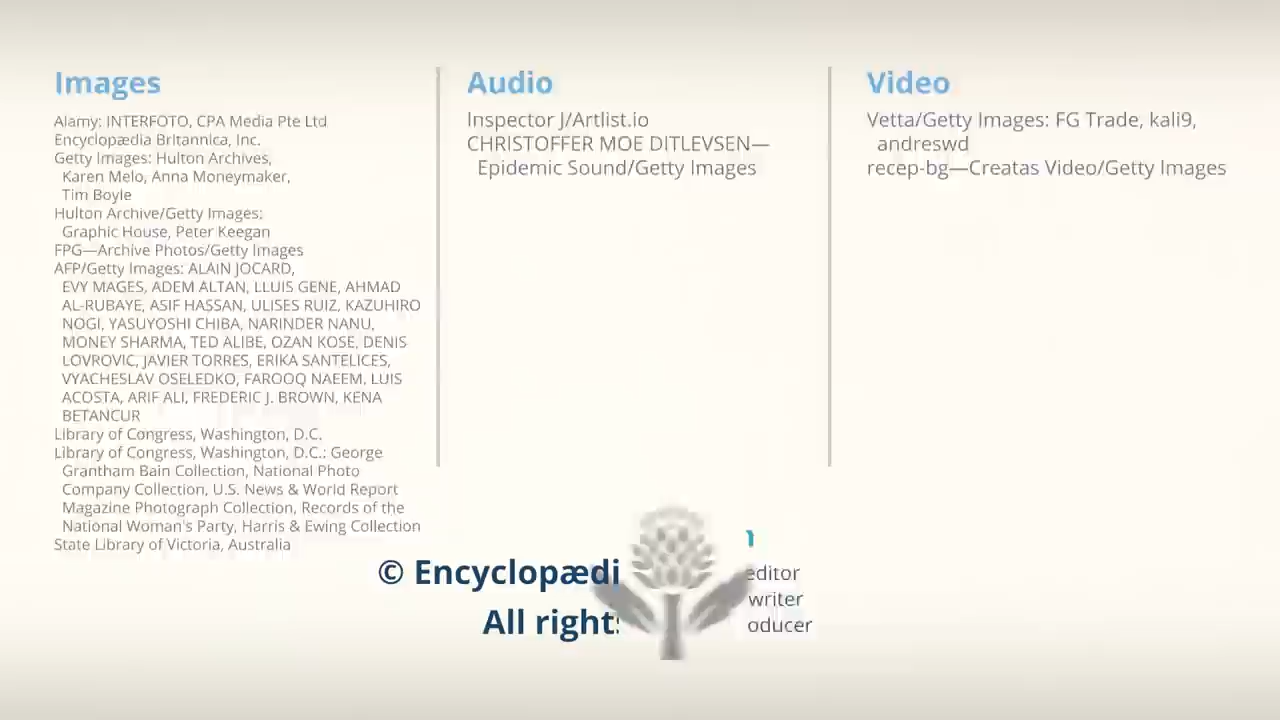 Images
Alamy: INTERFOTO, CPA Media Pte Ltd
Encyclopædia Britannica, Inc.
Getty Images: Hulton Archives,
Karen Melo, Anna Moneymaker,
Tim Boyle
Hulton Archive/Getty Images:
Graphic House, Peter Keegan
FPG—Archive Photos/Getty Images
AFP/Getty Images: ALAIN JOCARD,
EVY MAGES, ADEM ALTAN, LLUIS GENE, AHMAD
AL-RUBAYE, ASIF HASSAN, ULISES RUIZ, KAZUHIRO
NOGI, YASUYOSHI CHIBA, NARINDER NANU,
MONEY SHARMA, TED ALIBE, OZAN KOSE, DENIS
LOVROVIC, JAVIER TORRES, ERIKA SANTELICES,
VYACHESLAV OSELEDKO, FAROOQ NAEEM, LUIS
ACOSTA, ARIF ALI, FREDERIC J. BROWN, KENA
BETANCUR
Library of Congress, Washington, D.C.
Library of Congress, Washington, D.C.: George
Grantham Bain Collection, National Photo
Company Collection, U.S. News & World Report
Magazine Photograph Collection, Records of the
National Woman's Party, Harris & Ewing Collection
State Library of Victoria, Australia
Audio
Inspector J/Artlist.io
CHRISTOFFER MOE DITLEVSEN—
Epidemic Sound/Getty Images
Video
Vetta/Getty Images: FG Trade, kali9,
andreswd
recep-bg—Creatas Video/Getty Images
© Encyclopædi
All right
editor
writer
oducer